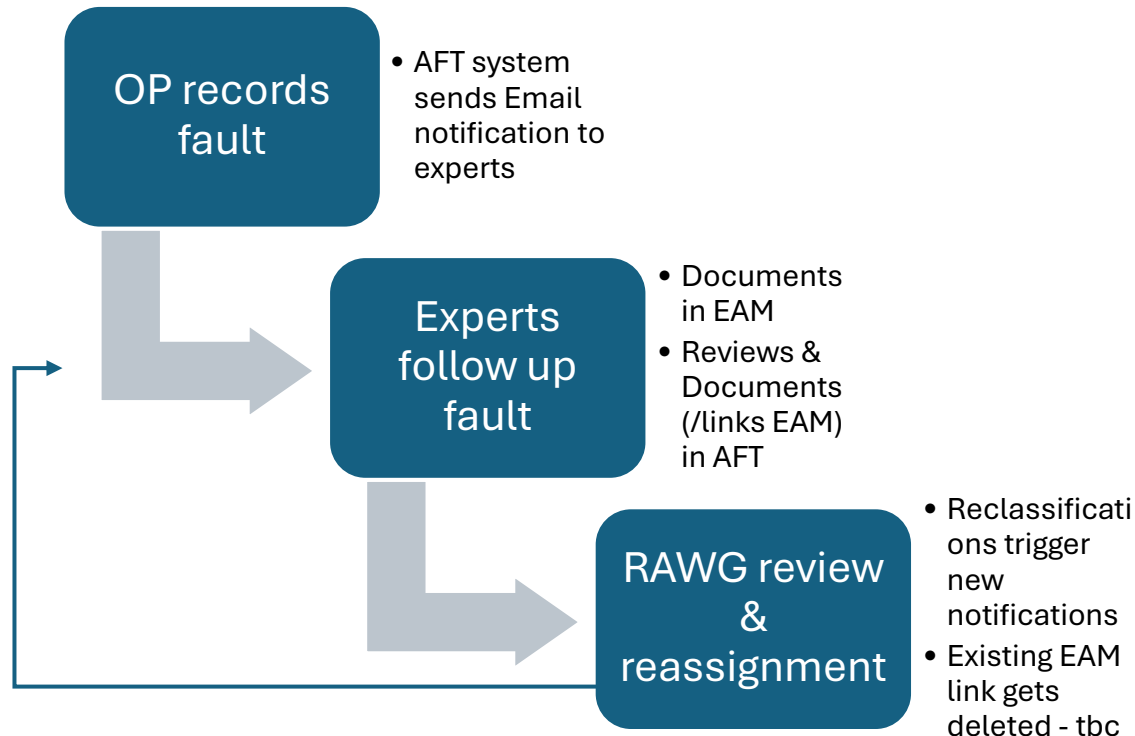 OP records
fault
• AFT system
sends Email
notification to
experts
Experts
follow up
fault
• Documents
in EAM
• Reviews &
Documents
(/links EAM)
in AFT
RAWG review
&
reassignment
• Reclassificati
ons trigger
new
notifications
• Existing EAM
link gets
deleted - tbc